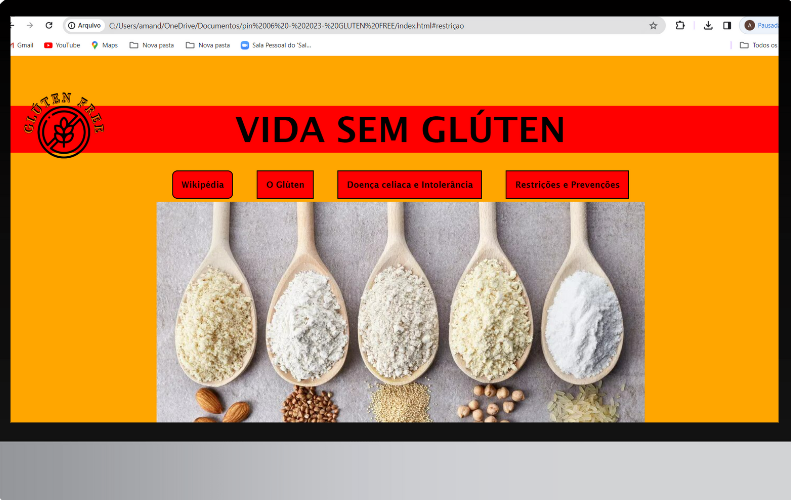 Arquivo C:/Users/amand/OneDrive/Documentos/pin%2006%20-%202023-%20GLUTEN%20FREE/index.html#restriçao A Pausad
Gmail YouTube Maps Nova pasta Nova pasta Sala Pessoal do 'Sal... Todos os
GLÚTEN FREE
VIDA SEM GLÚTEN
Wikipédia O Glúten Doença celíaca e Intolerância Restrições e Prevenções